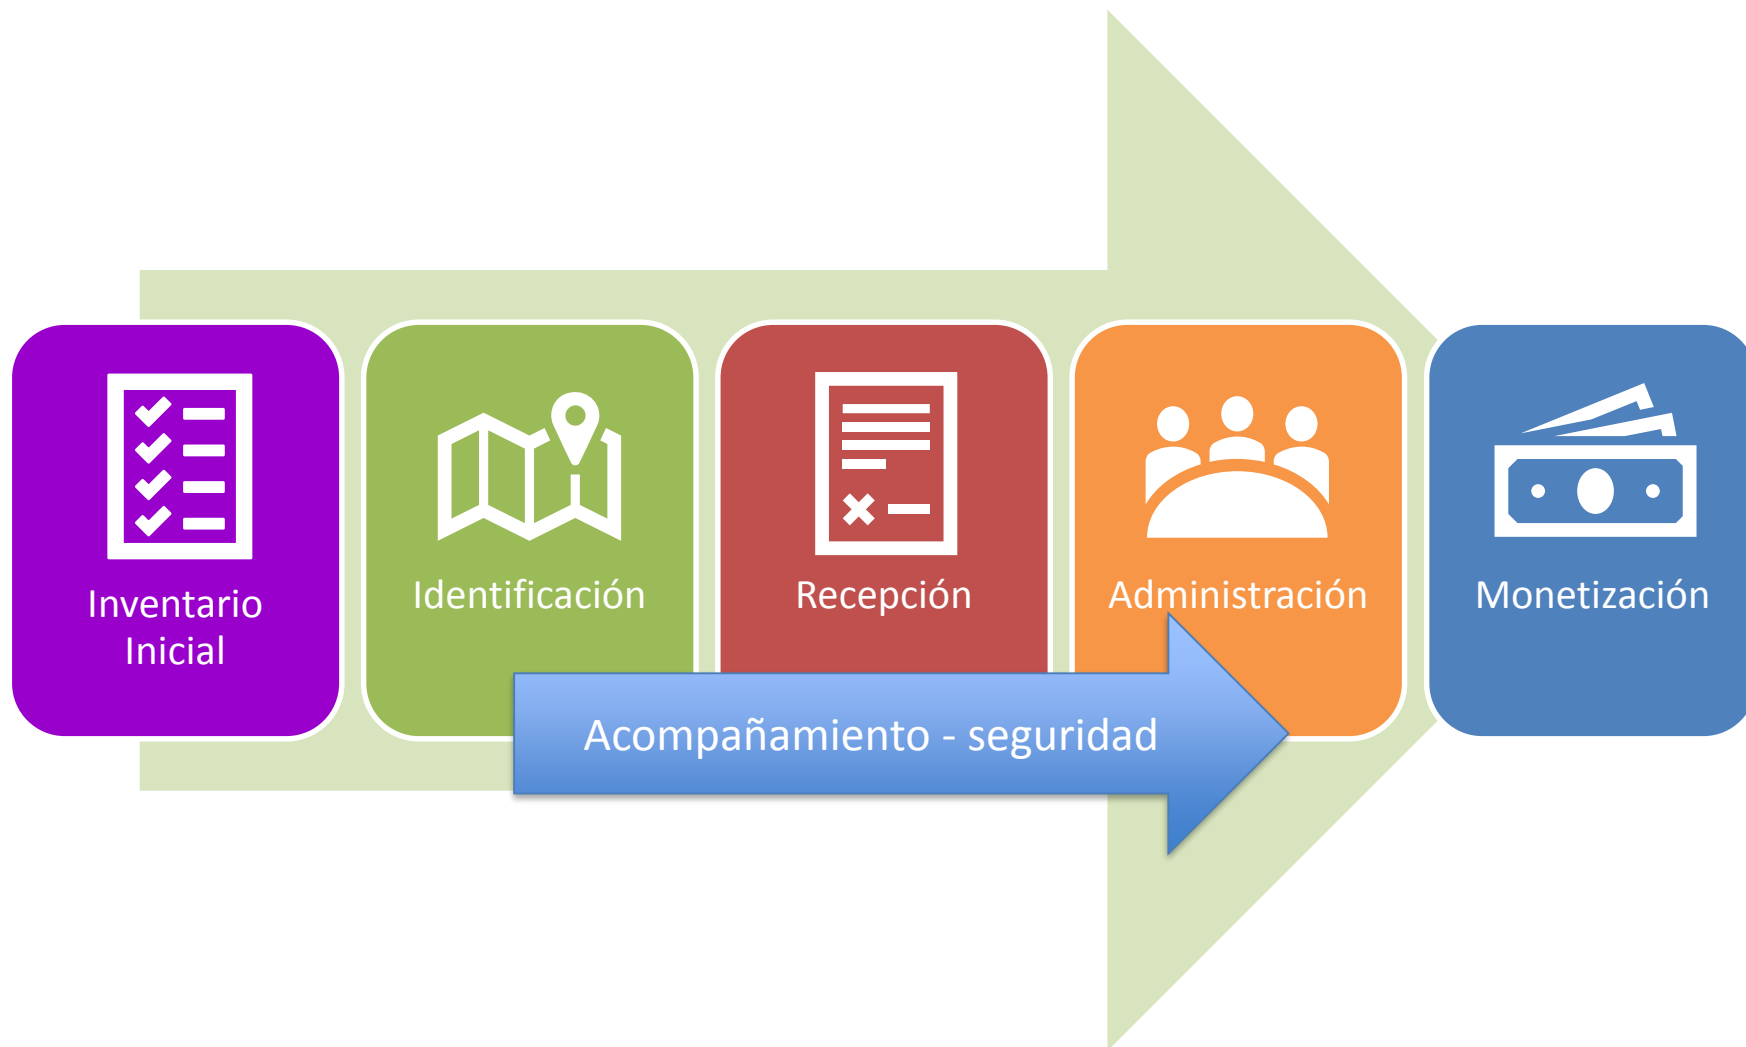 Inventario
Inicial
Identificación
Recepción
Administración
Monetización
Acompañamiento - seguridad